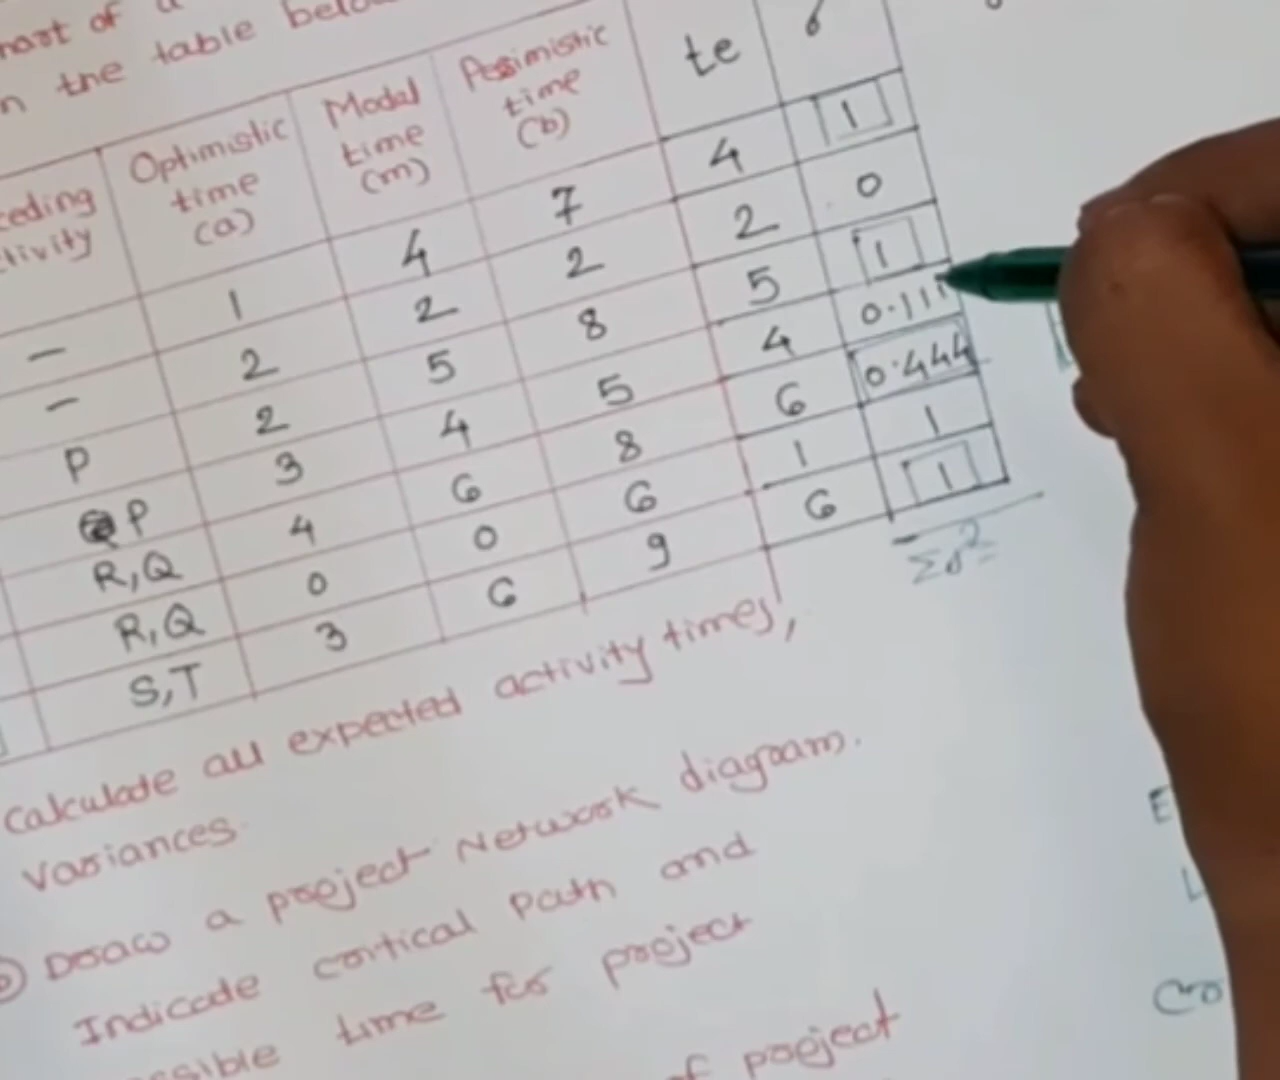 of
n the table
ceding Optimistic Modal Pessimistic te
tivity time time time
(a) (m) (b)
- 1 4 7 4 1
- 2 2 2 2 0
P 2 5 8 5 1
P 3 4 5 4 0.111
R,Q 4 6 8 6 0.444
R,Q 0 0 6 1 1
S,T 3 6 9 6 1
Σσ²
Calculate all expected activity times,
variances.
Draw a project Network diagram.
Indicate critical path and
time for project
of project
E
L